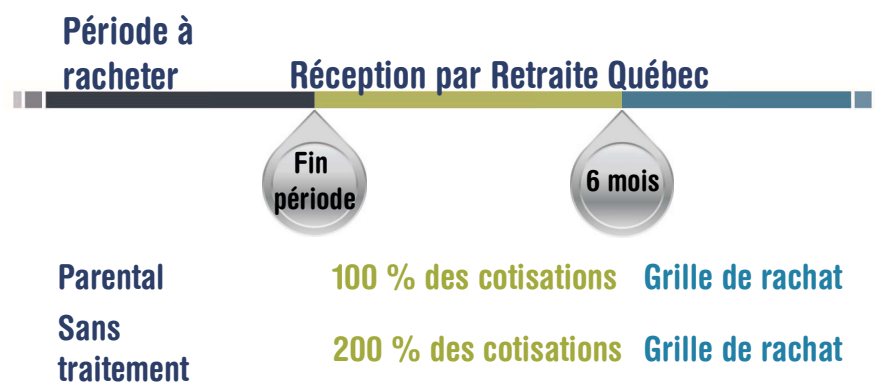 Période à
racheter
Réception par Retraite Québec
Fin
période
6 mois
Parental
100 % des cotisations
Grille de rachat
Sans
traitement
200 % des cotisations
Grille de rachat